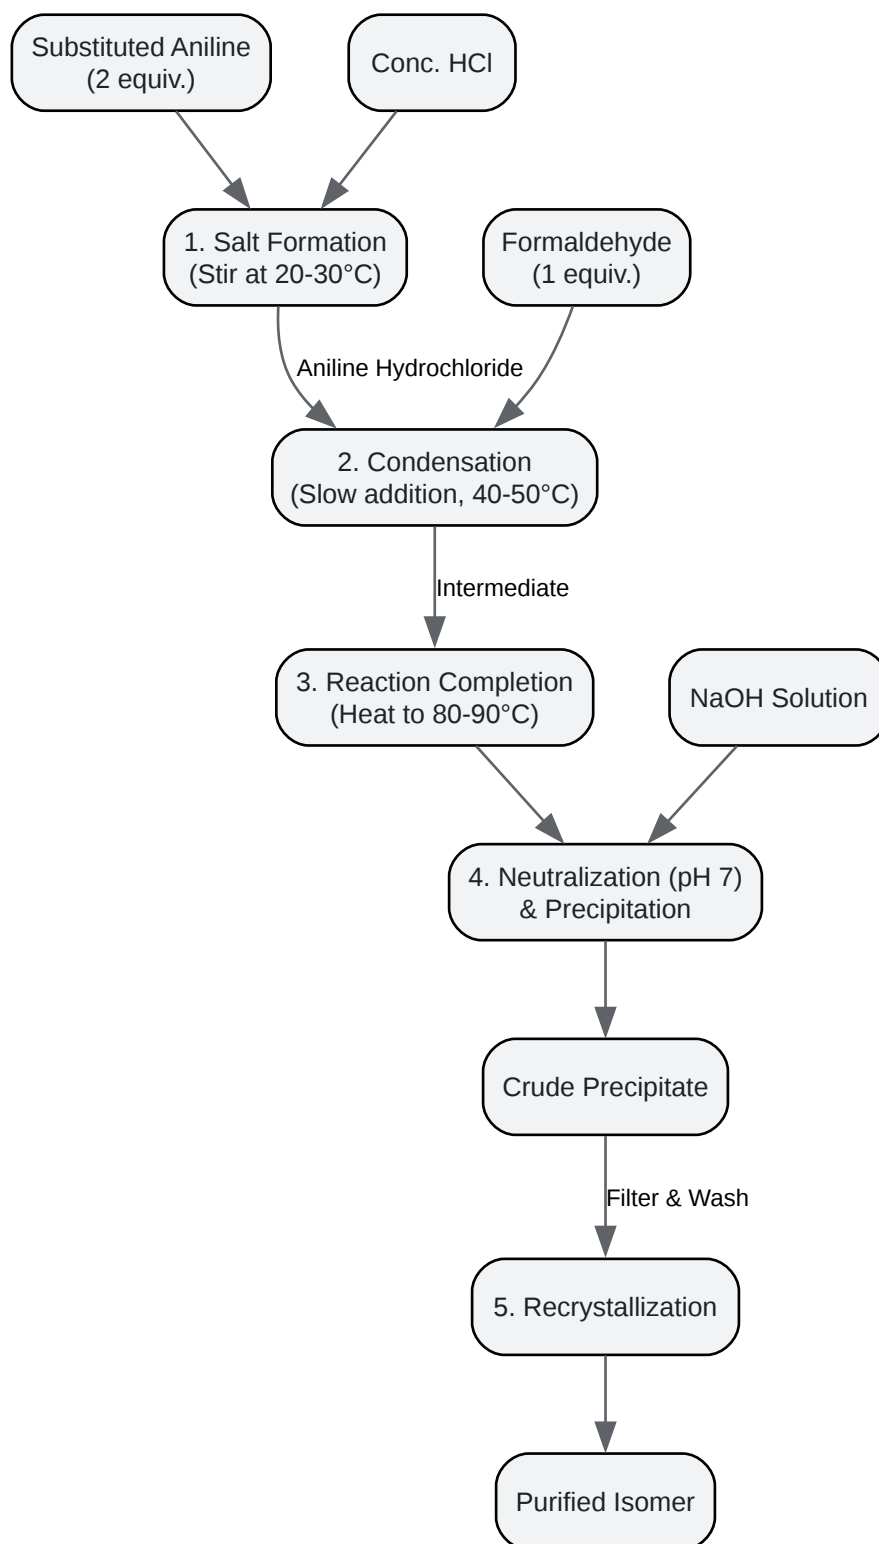 Substituted Aniline
(2 equiv.)
Conc. HCl
1. Salt Formation
(Stir at 20-30°C)
Formaldehyde
(1 equiv.)
Aniline Hydrochloride
2. Condensation
(Slow addition, 40-50°C)
Intermediate
3. Reaction Completion
(Heat to 80-90°C)
NaOH Solution
4. Neutralization (pH 7)
& Precipitation
Crude Precipitate
Filter & Wash
5. Recrystallization
Purified Isomer